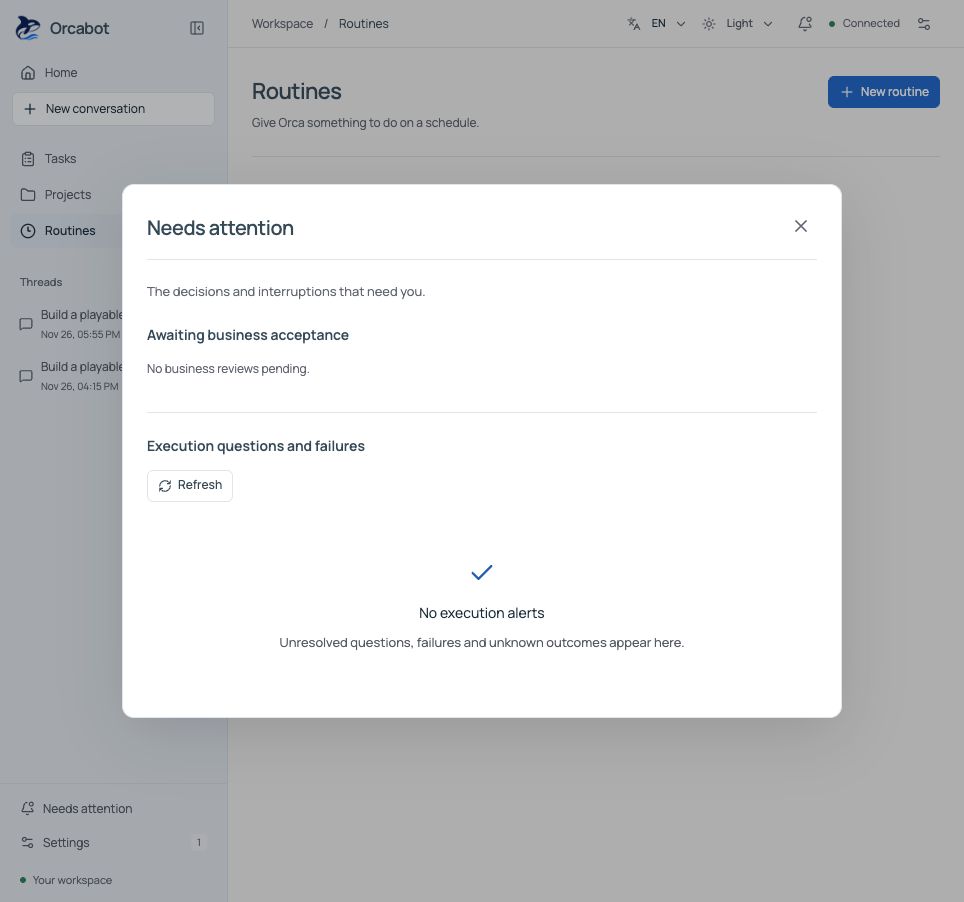 Orcabot
Workspace / Routines
EN
Light
Connected
Home
New conversation
Tasks
Projects
Routines
Threads
Build a playable
Nov 26, 05:55 PM
Build a playable
Nov 26, 04:15 PM
Needs attention
Settings
1
Your workspace
Routines
New routine
Give Orca something to do on a schedule.
Needs attention
The decisions and interruptions that need you.
Awaiting business acceptance
No business reviews pending.
Execution questions and failures
Refresh
No execution alerts
Unresolved questions, failures and unknown outcomes appear here.